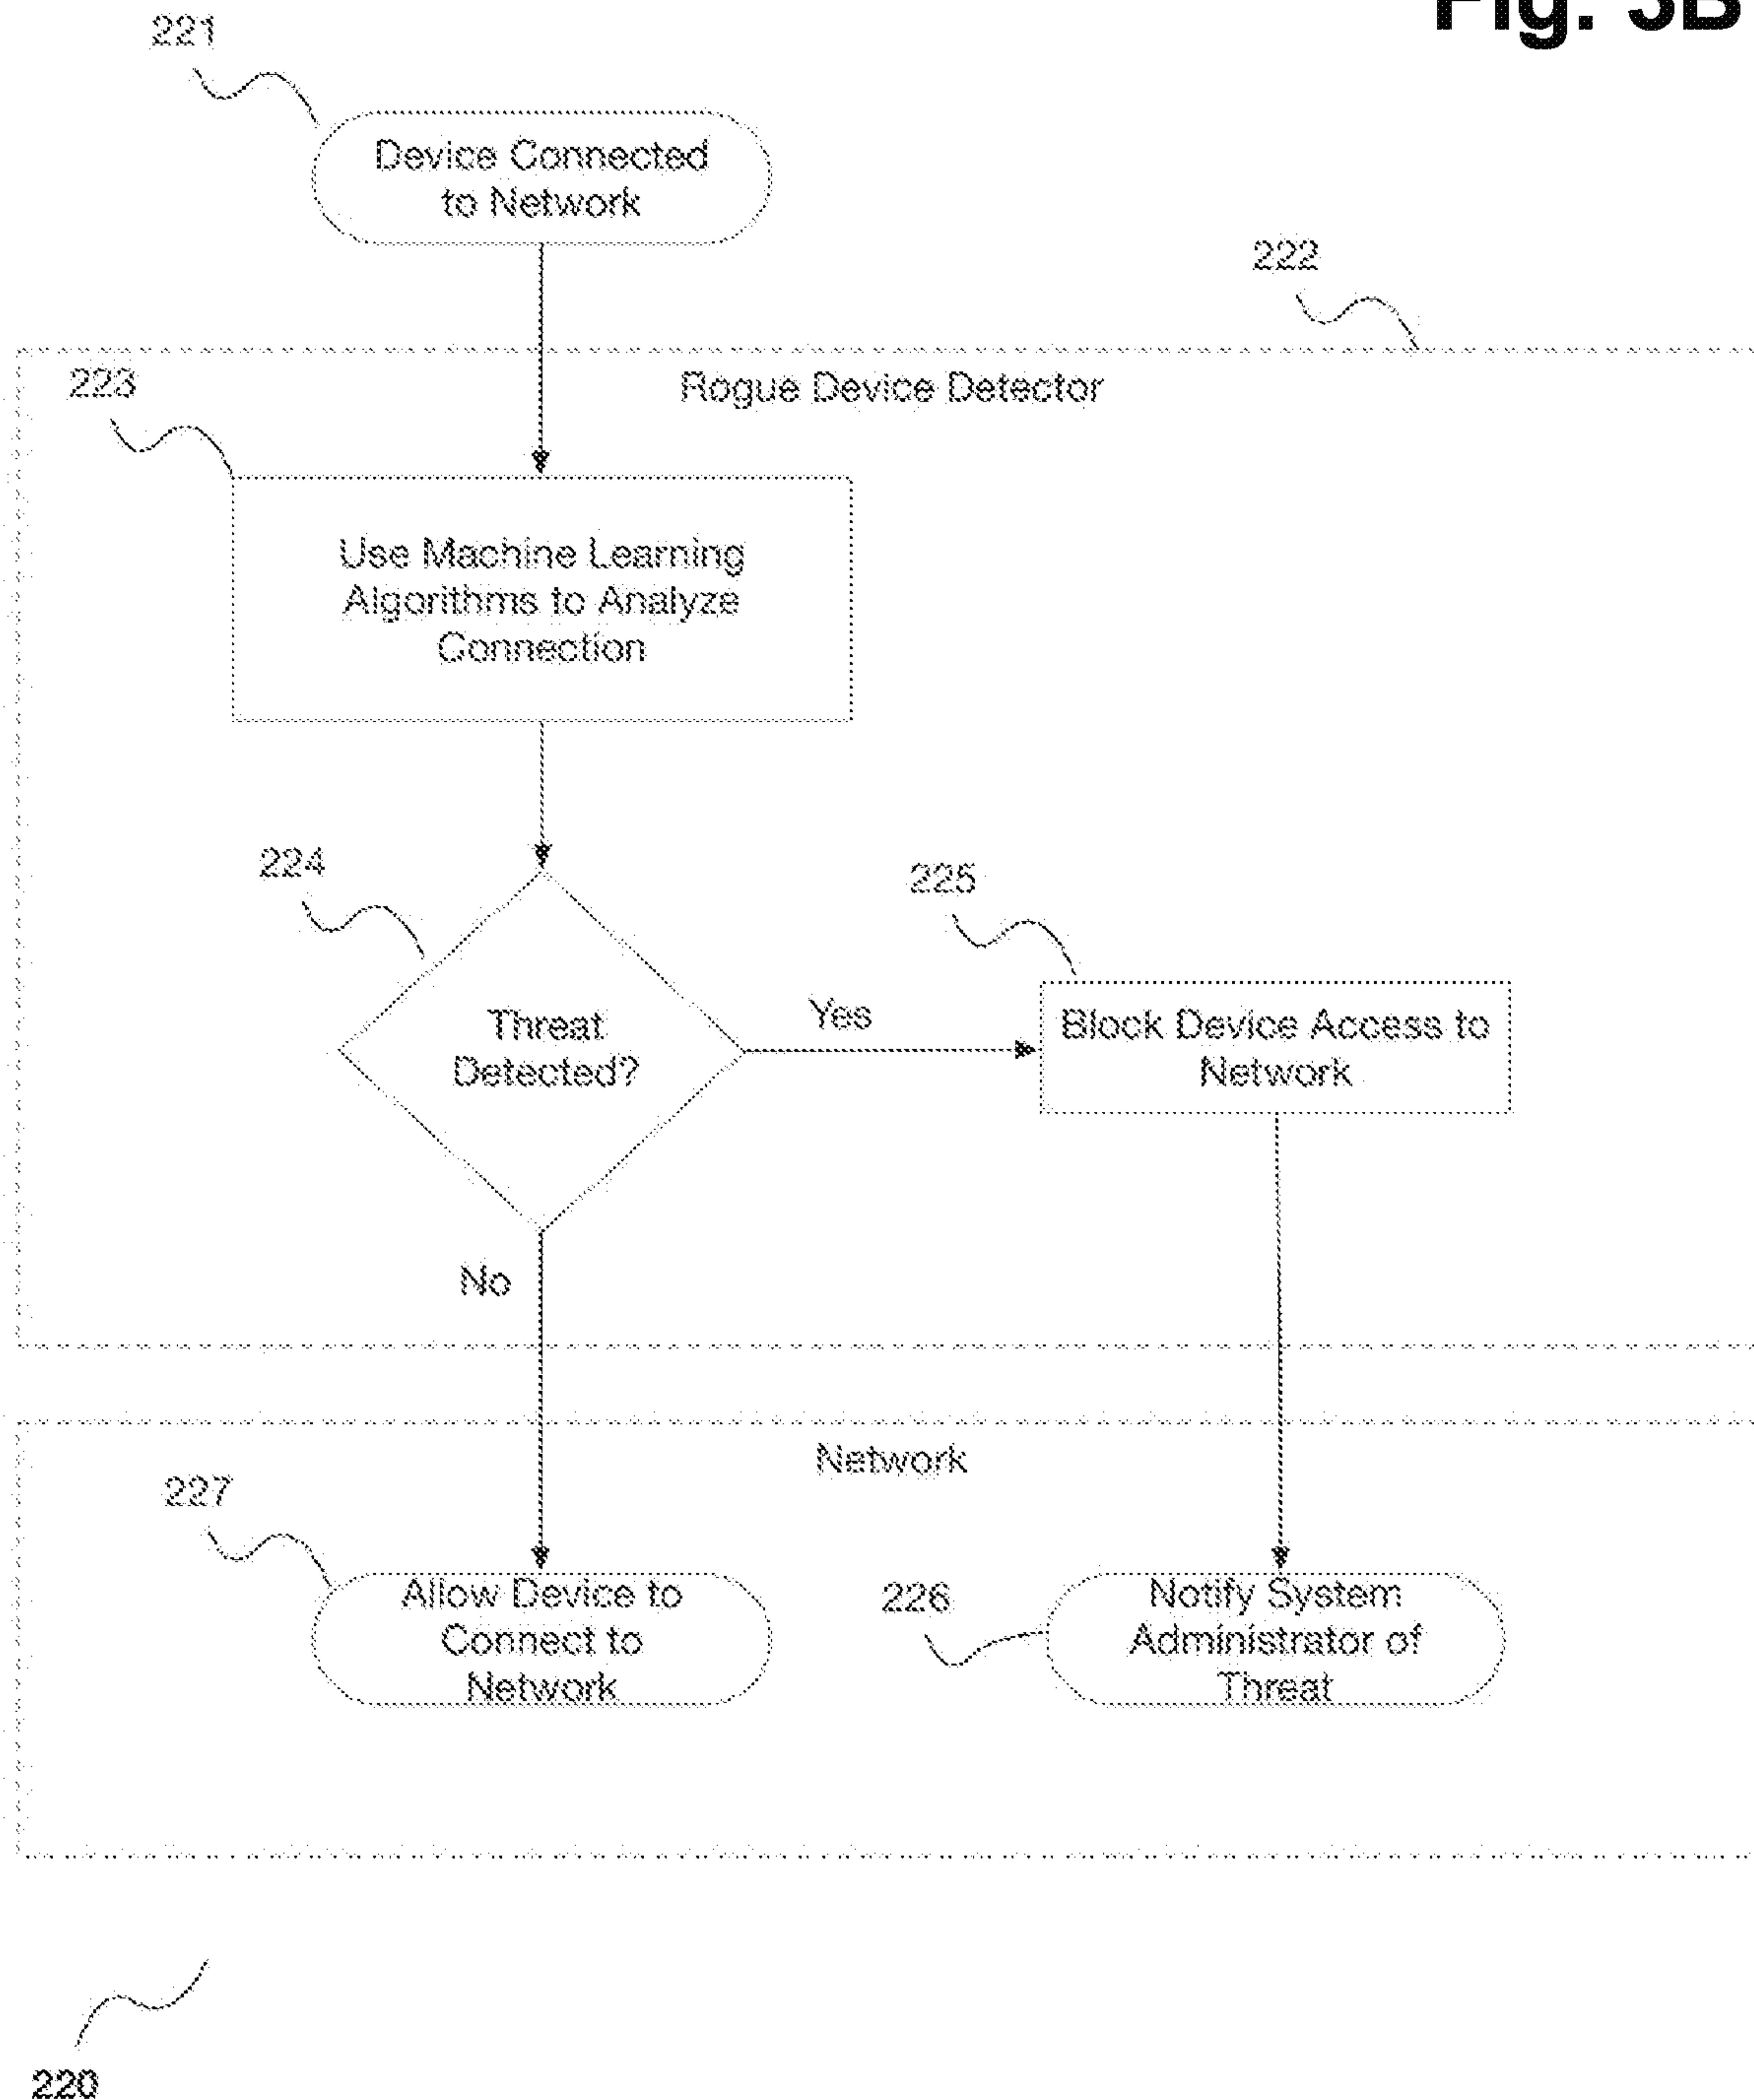 Fig. 3B
221
Device Connected
to Network
222
223
Rogue Device Detector
Use Machine Learning
Algorithms to Analyze
Connection
224
225
Threat
Detected?
Yes
Block Device Access to
Network
No
Network
227
Allow Device to
Connect to
Network
226
Notify System
Administrator of
Threat
220